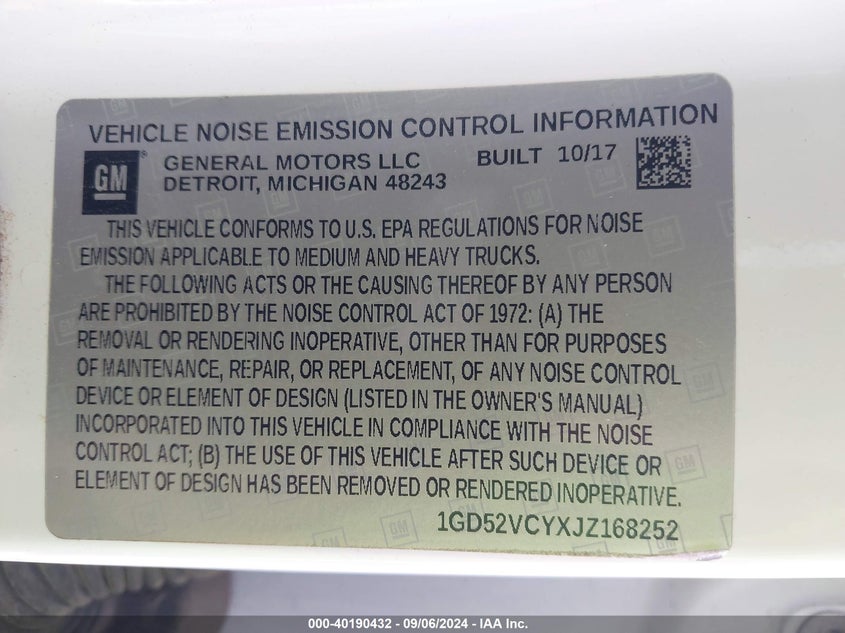 VEHICLE NOISE EMISSION CONTROL INFORMATION
GM® GENERAL MOTORS LLC BUILT 10/17
DETROIT, MICHIGAN 48243
THIS VEHICLE CONFORMS TO U.S. EPA REGULATIONS FOR NOISE
EMISSION APPLICABLE TO MEDIUM AND HEAVY TRUCKS.
THE FOLLOWING ACTS OR THE CAUSING THEREOF BY ANY PERSON
ARE PROHIBITED BY THE NOISE CONTROL ACT OF 1972: (A) THE
REMOVAL OR RENDERING INOPERATIVE, OTHER THAN FOR PURPOSES
OF MAINTENANCE, REPAIR, OR REPLACEMENT, OF ANY NOISE CONTROL
DEVICE OR ELEMENT OF DESIGN (LISTED IN THE OWNER'S MANUAL)
INCORPORATED INTO THIS VEHICLE IN COMPLIANCE WITH THE NOISE
CONTROL ACT; (B) THE USE OF THIS VEHICLE AFTER SUCH DEVICE OR
ELEMENT OF DESIGN HAS BEEN REMOVED OR RENDERED INOPERATIVE.
1GD52VCYXJZ168252
000-40190432 - 09/06/2024 - IAA Inc.